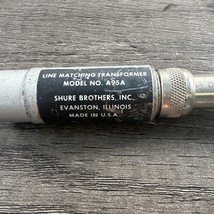 LINE MATCHING TRANSFORMER
MODEL NO. A95A
SHURE BROTHERS, INC.
EVANSTON, ILLINOIS
MADE IN U.S.A.